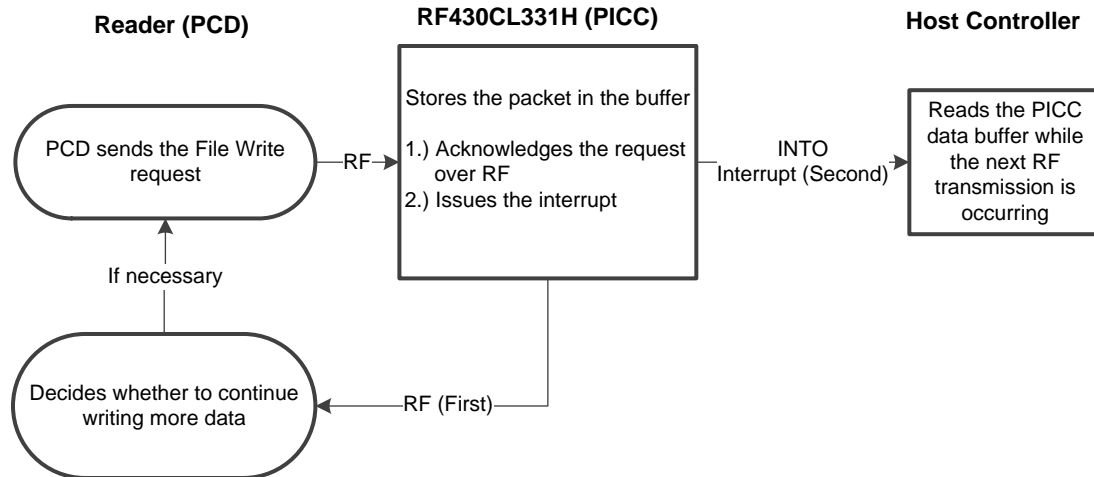 Reader (PCD)
RF430CL331H (PICC)
Host Controller
PCD sends the File Write
request
RF
Stores the packet in the buffer
1.) Acknowledges the request
over RF
2.) Issues the interrupt
INTO
Interrupt (Second)
Reads the PICC
data buffer while
the next RF
transmission is
occurring
If necessary
Decides whether to continue
writing more data
RF (First)